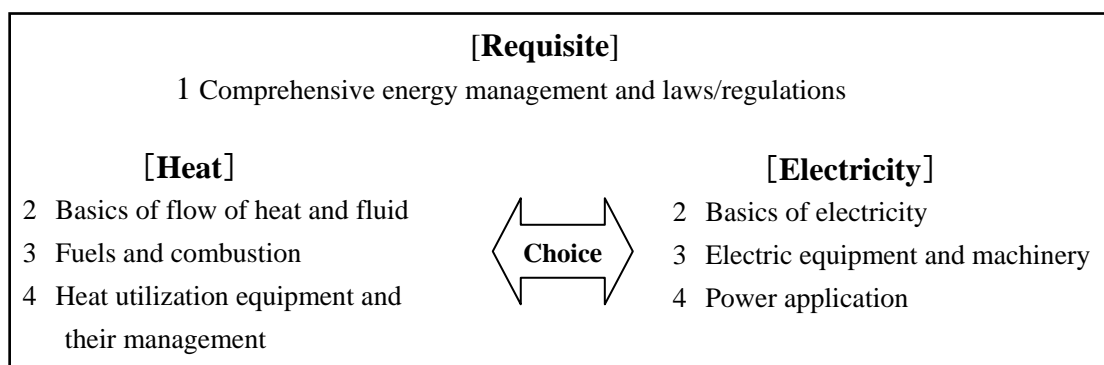 [Requisite]
1 Comprehensive energy management and laws/regulations
[Heat]
2 Basics of flow of heat and fluid
3 Fuels and combustion
4 Heat utilization equipment and
their management
Choice
[Electricity]
2 Basics of electricity
3 Electric equipment and machinery
4 Power application